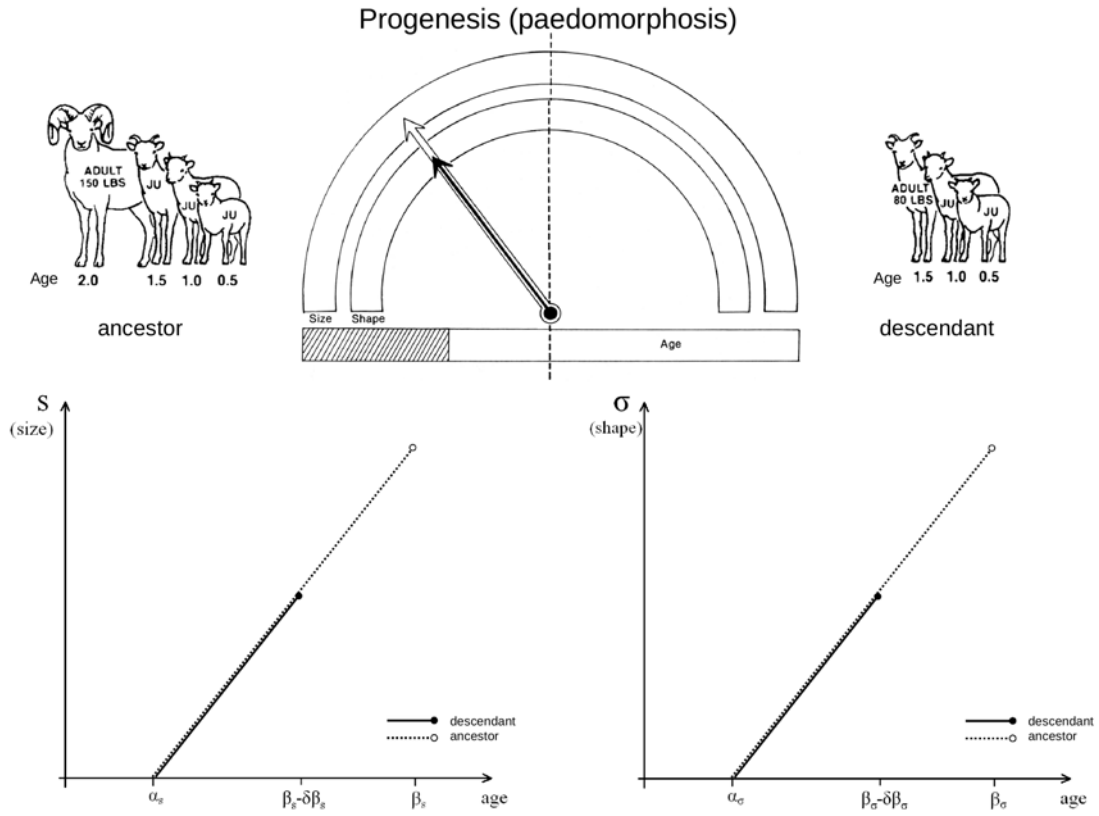 Progenesis (paedomorphosis)
ADULT
150 LBS
JU
JU
JU
Age 2.0 1.5 1.0 0.5
ancestor
Size Shape
Age
ADULT
80 LBS
JU
JU
Age 1.5 1.0 0.5
descendant
S
(size)
descendant
ancestor
αs βs-δβs βs age
σ
(shape)
descendant
ancestor
ασ βσ-δβσ βσ age